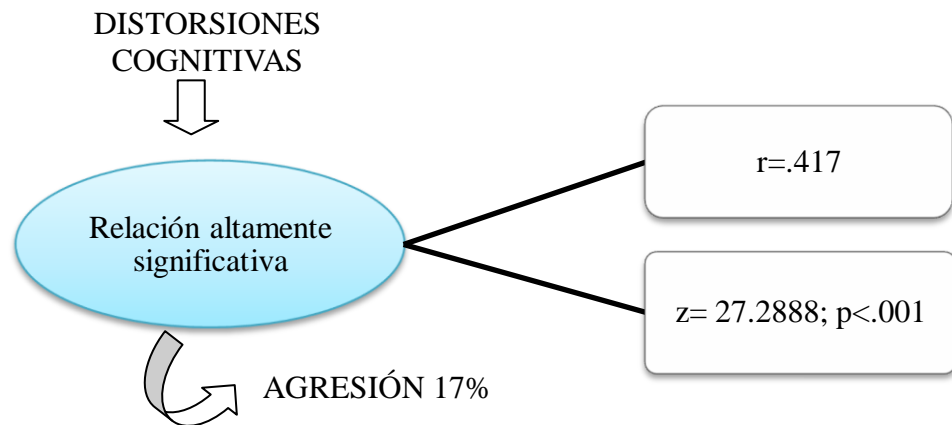 DISTORSIONES
COGNITIVAS
Relación altamente
significativa
r=.417
z= 27.2888; p<.001
AGRESIÓN 17%